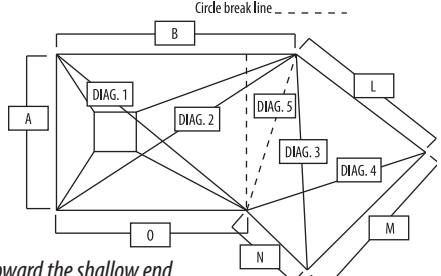 Circle break line
B
DIAG. 1
L
A
DIAG. 2
DIAG. 5
DIAG. 3
DIAG. 4
O
N
M
oward the shallow end